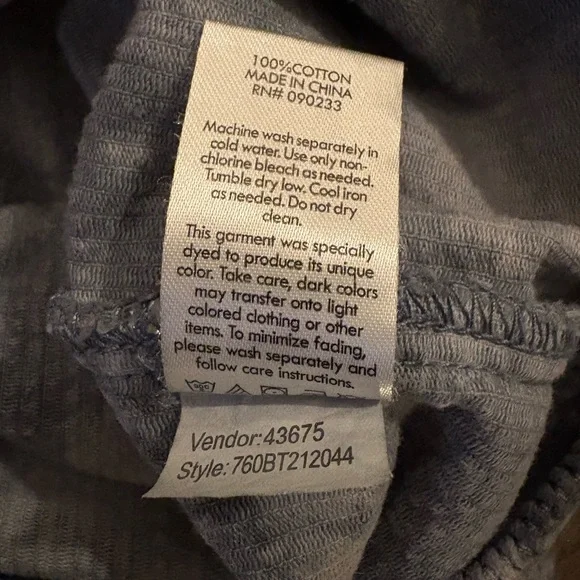 100%COTTON
MADE IN CHINA
RN# 090233
Machine wash separately in
cold water. Use only non-
chlorine bleach as needed.
Tumble dry low. Cool iron
as needed. Do not dry
clean.
This garment was specially
dyed to produce its unique
color. Take care, dark colors
may transfer onto light
colored clothing or other
items. To minimize fading,
please wash separately and
follow care instructions.
Vendor:43675
Style:760BT212044